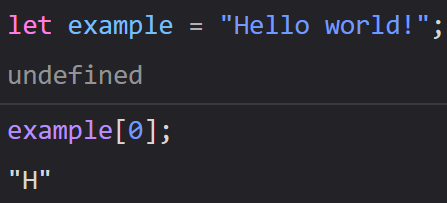 let example = "Hello world!";
undefined
example[0];
"H"